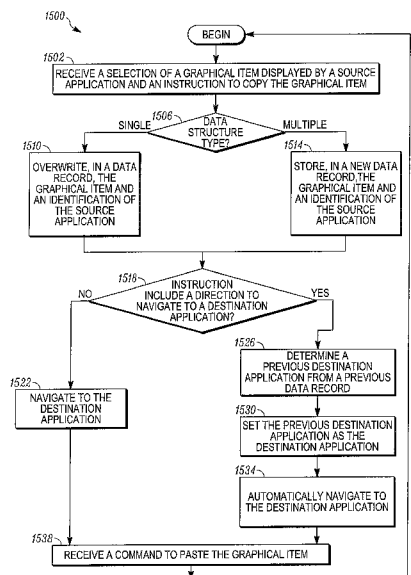 1500
BEGIN
1502
RECEIVE A SELECTION OF A GRAPHICAL ITEM DISPLAYED BY A SOURCE
APPLICATION AND AN INSTRUCTION TO COPY THE GRAPHICAL ITEM
1506
SINGLE
DATA
STRUCTURE
TYPE?
MULTIPLE
1510
OVERWRITE, IN A DATA
RECORD, THE
GRAPHICAL ITEM AND
AN IDENTIFICATION OF
THE SOURCE
APPLICATION
1514
STORE, IN A NEW DATA
RECORD,THE
GRAPHICAL ITEM AND
AN IDENTIFICATION OF
THE SOURCE
APPLICATION
1518
NO
INSTRUCTION
INCLUDE A DIRECTION TO
NAVIGATE TO A DESTINATION
APPLICATION?
YES
1522
NAVIGATE TO THE
DESTINATION
APPLICATION
1526
DETERMINE A
PREVIOUS DESTINATION
APPLICATION FROM A PREVIOUS
DATA RECORD
1530
SET THE PREVIOUS DESTINATION
APPLICATION AS THE
DESTINATION APPLICATION
1534
AUTOMATICALLY NAVIGATE TO
THE DESTINATION APPLICATION
1538
RECEIVE A COMMAND TO PASTE THE GRAPHICAL ITEM